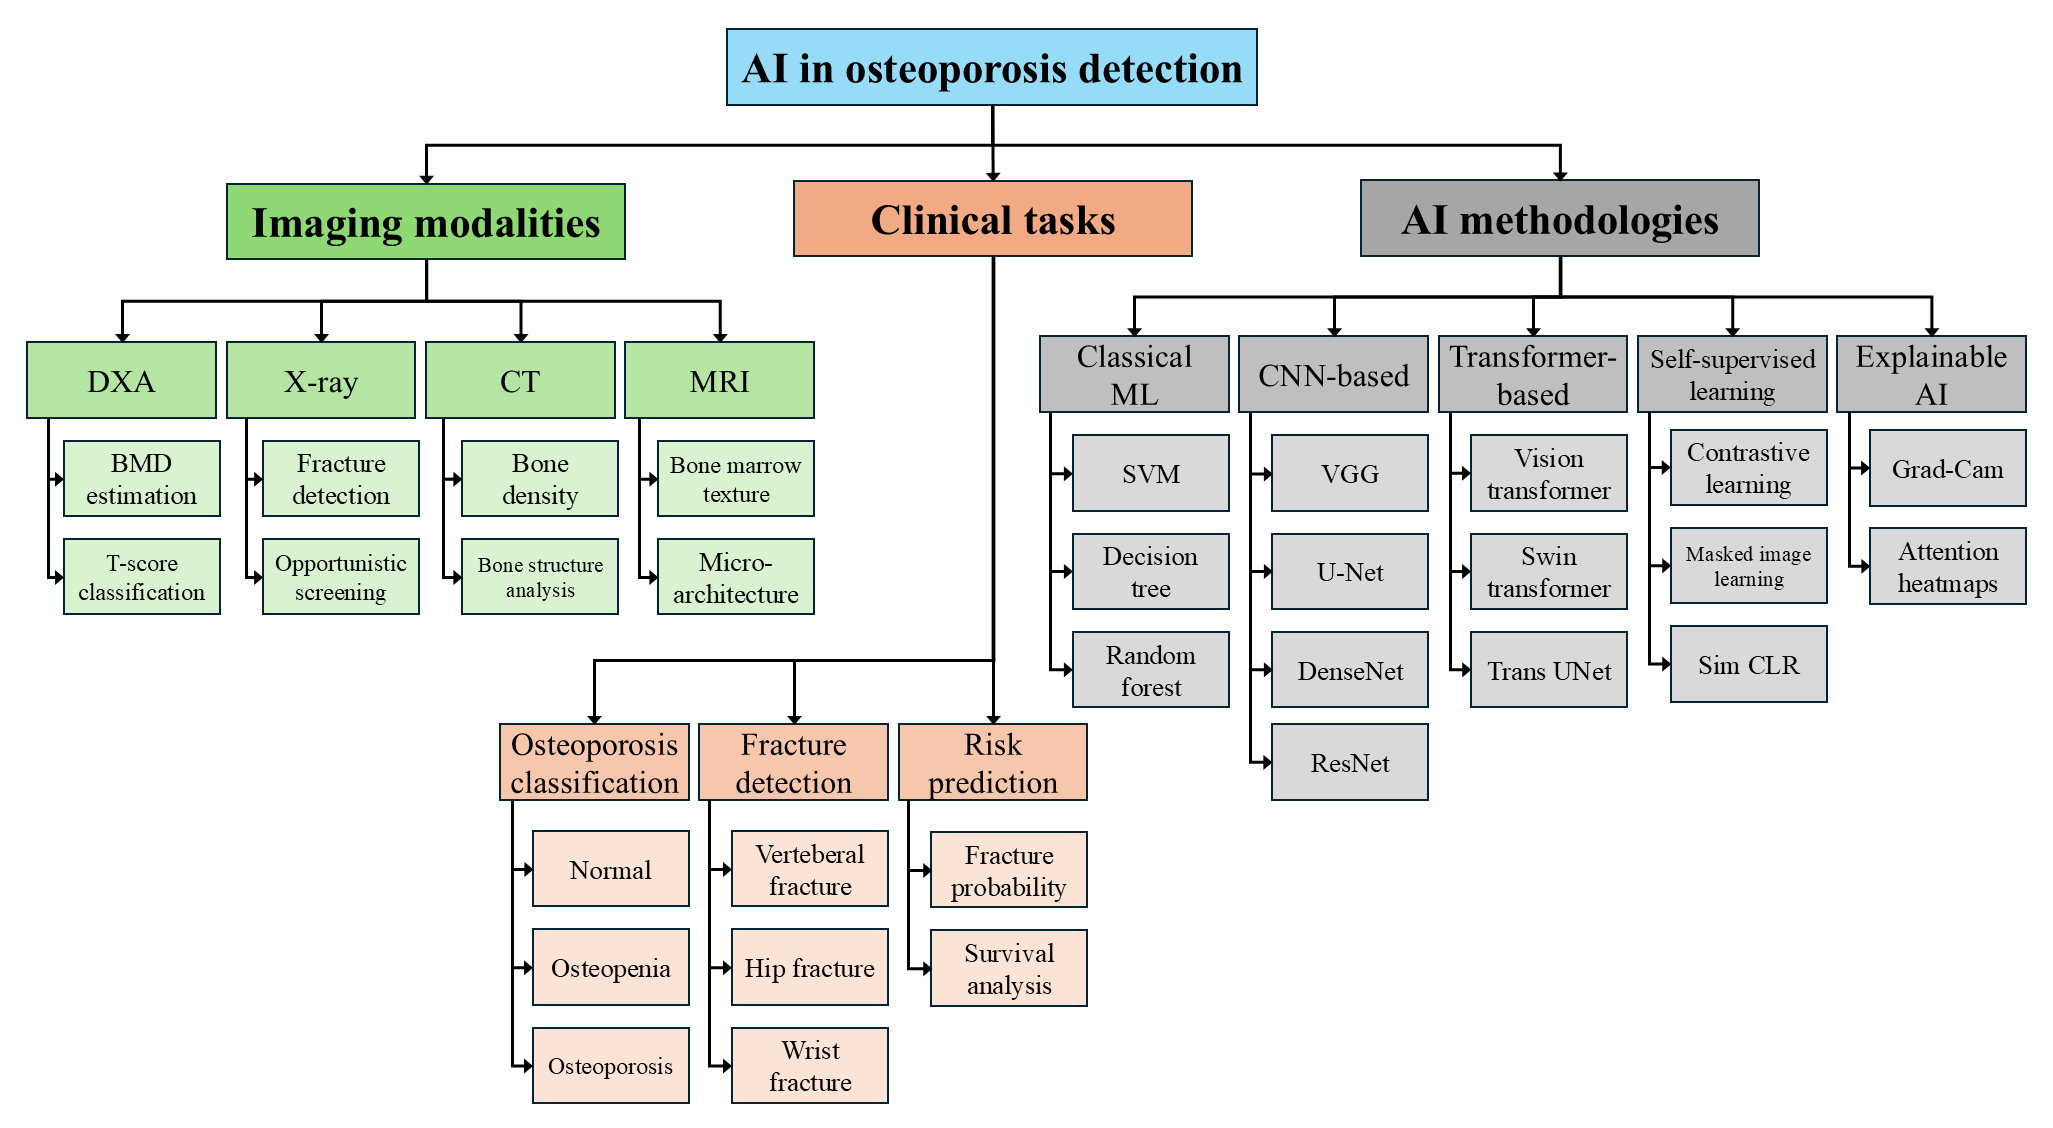 AI in osteoporosis detection
Imaging modalities
Clinical tasks
AI methodologies
DXA
X-ray
CT
MRI
BMD
estimation
T-score
classification
Fracture
detection
Opportunistic
screening
Bone
density
Bone structure
analysis
Bone marrow
texture
Micro-
architecture
Osteoporosis
classification
Fracture
detection
Risk
prediction
Normal
Osteopenia
Osteoporosis
Verteberal
fracture
Hip fracture
Wrist
fracture
Fracture
probability
Survival
analysis
Classical
ML
CNN-based
Transformer-
based
Self-supervised
learning
Explainable
AI
SVM
Decision
tree
Random
forest
VGG
U-Net
DenseNet
ResNet
Vision
transformer
Swin
transformer
Trans UNet
Contrastive
learning
Masked image
learning
Sim CLR
Grad-Cam
Attention
heatmaps